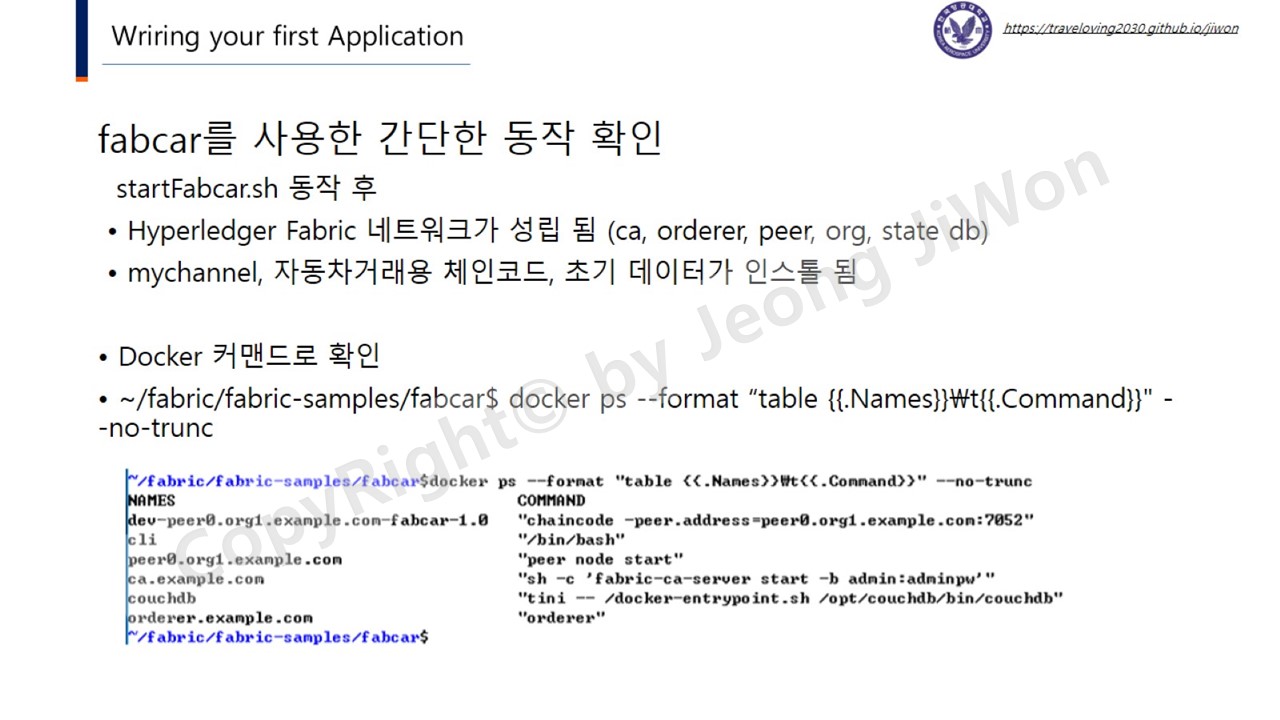 Wriring your first Application
https://traveloving2030.github.io/jiwon
fabcar를 사용한 간단한 동작 확인
startFabcar.sh 동작 후
• Hyperledger Fabric 네트워크가 성립 됨 (ca, orderer, peer, org, state db)
• mychannel, 자동차거래용 체인코드, 초기 데이터가 인스톨 됨
• Docker 커맨드로 확인
• ~/fabric/fabric-samples/fabcar$ docker ps --format “table {{.Names}}₩t{{.Command}}" -
-no-trunc
~/fabric/fabric-samples/fabcar$docker ps --format "table {{.Names}}₩t{{.Command}}" --no-trunc
NAMES COMMAND
dev-peer0.org1.example.com-fabcar-1.0 "chaincode -peer.address=peer0.org1.example.com:7052"
cli "/bin/bash"
peer0.org1.example.com "peer node start"
ca.example.com "sh -c 'fabric-ca-server start -b admin:adminpw'"
couchdb "tini -- /docker-entrypoint.sh /opt/couchdb/bin/couchdb"
orderer.example.com "orderer"
~/fabric/fabric-samples/fabcar$
CopyRight© by Jeong JiWon